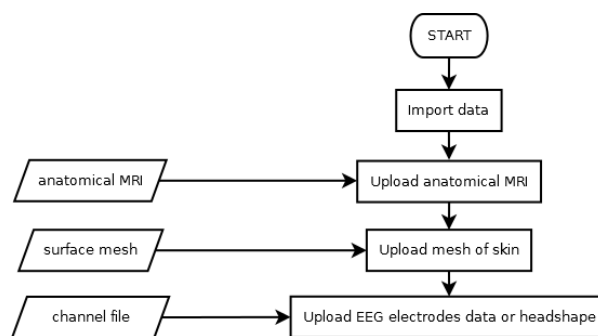 START
Import data
anatomical MRI
Upload anatomical MRI
surface mesh
Upload mesh of skin
channel file
Upload EEG electrodes data or headshape